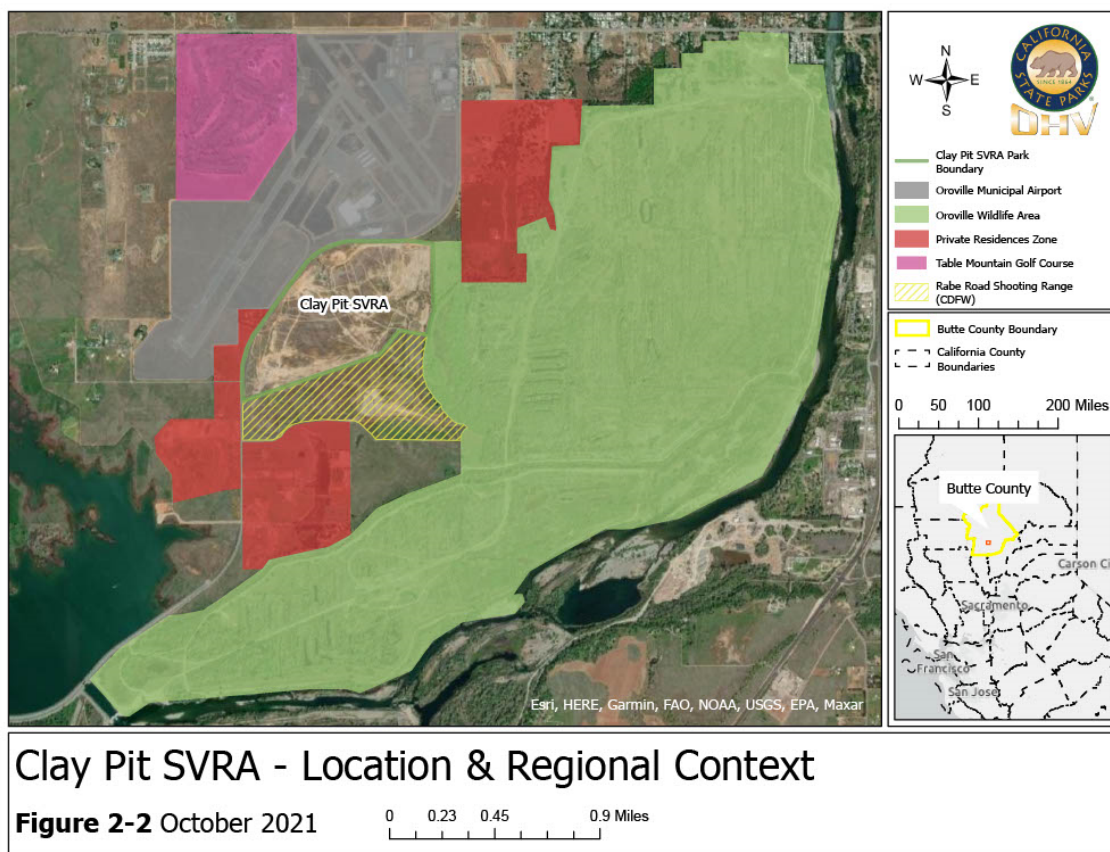 Clay Pit SVRA
Esri, HERE, Garmin, FAO, NOAA, USGS, EPA, Maxar
N
W
E
S
CALIFORNIA
STATE PARKS
SINCE 1864
OHV
Clay Pit SVRA Park
Boundary
Oroville Municipal Airport
Oroville Wildlife Area
Private Residences Zone
Table Mountain Golf Course
Rabe Road Shooting Range
(CDFW)
Butte County Boundary
California County
Boundaries
0 50 100 200 Miles
Butte County
Carson Ci
Sacramento
San
Francisco
San Jose
Clay Pit SVRA - Location & Regional Context
Figure 2-2 October 2021
0 0.23 0.45 0.9 Miles